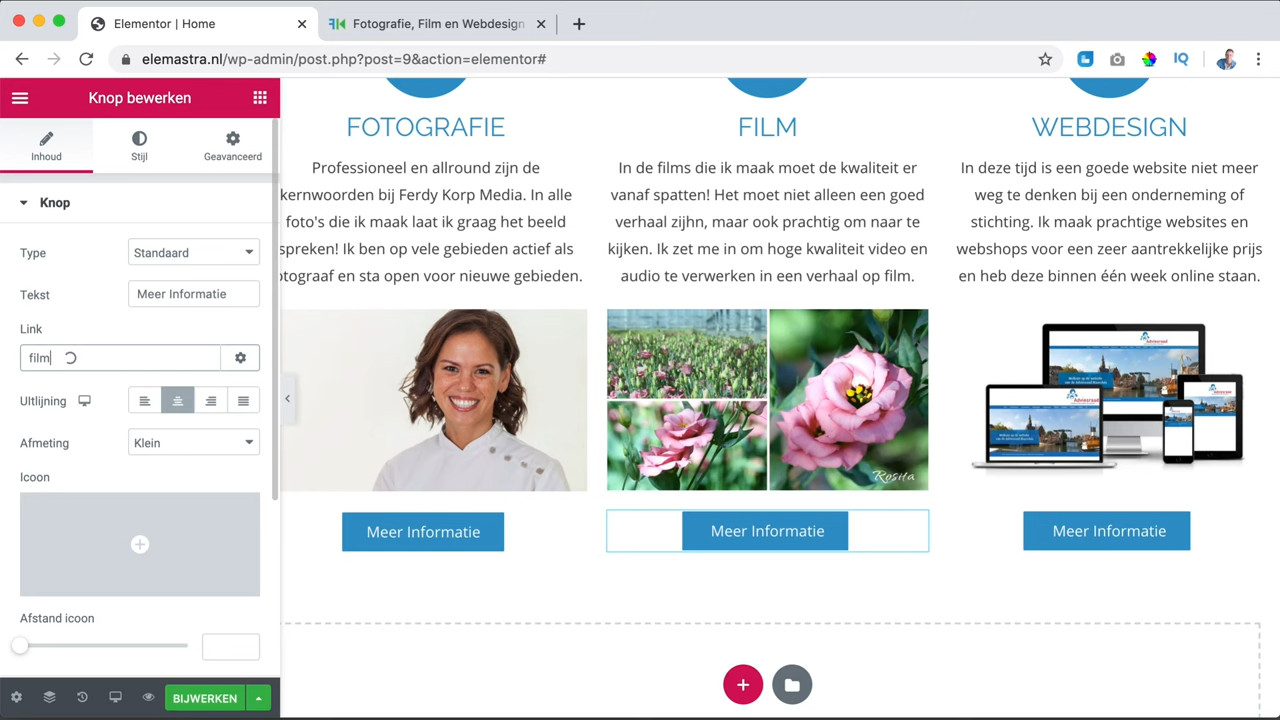 Elementor | Home
Fotografie, Film en Webdesign
elemastra.nl/wp-admin/post.php?post=9&action=elementor#
IQ
Knop bewerken
Inhoud
Stijl
Geavanceerd
Knop
Type
Standaard
Tekst
Meer Informatie
Link
film
UItlijning
Afmeting
Klein
Icoon
Afstand icoon
BIJWERKEN
FOTOGRAFIE
Professioneel en allround zijn de
kernwoorden bij Ferdy Korp Media. In alle
foto's die ik maak laat ik graag het beeld
spreken! Ik ben op vele gebieden actief als
otograaf en sta open voor nieuwe gebieden.
Meer Informatie
FILM
In de films die ik maak moet de kwaliteit er
vanaf spatten! Het moet niet alleen een goed
verhaal zijhn, maar ook prachtig om naar te
kijken. Ik zet me in om hoge kwaliteit video en
audio te verwerken in een verhaal op film.
Rosita
Meer Informatie
WEBDESIGN
In deze tijd is een goede website niet meer
weg te denken bij een onderneming of
stichting. Ik maak prachtige websites en
webshops voor een zeer aantrekkelijke prijs
en heb deze binnen één week online staan.
Meer Informatie